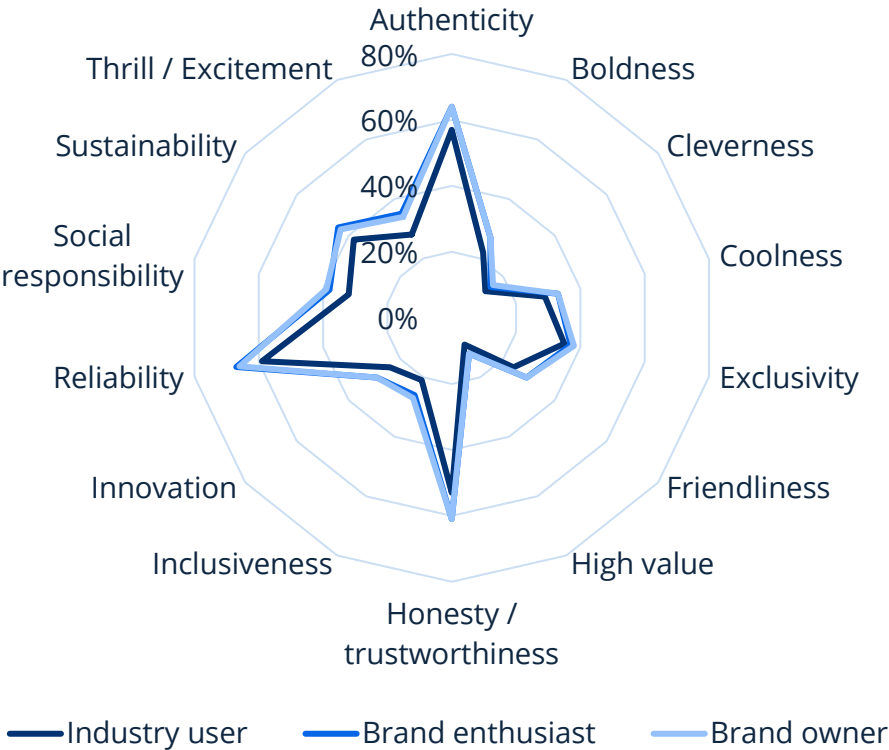 Authenticity
80%
Thrill / Excitement
Boldness
60%
Sustainability
Cleverness
40%
Social
responsibility
20%
Coolness
0%
Reliability
Exclusivity
Innovation
Friendliness
Inclusiveness
High value
Honesty /
trustworthiness
Industry user
Brand enthusiast
Brand owner